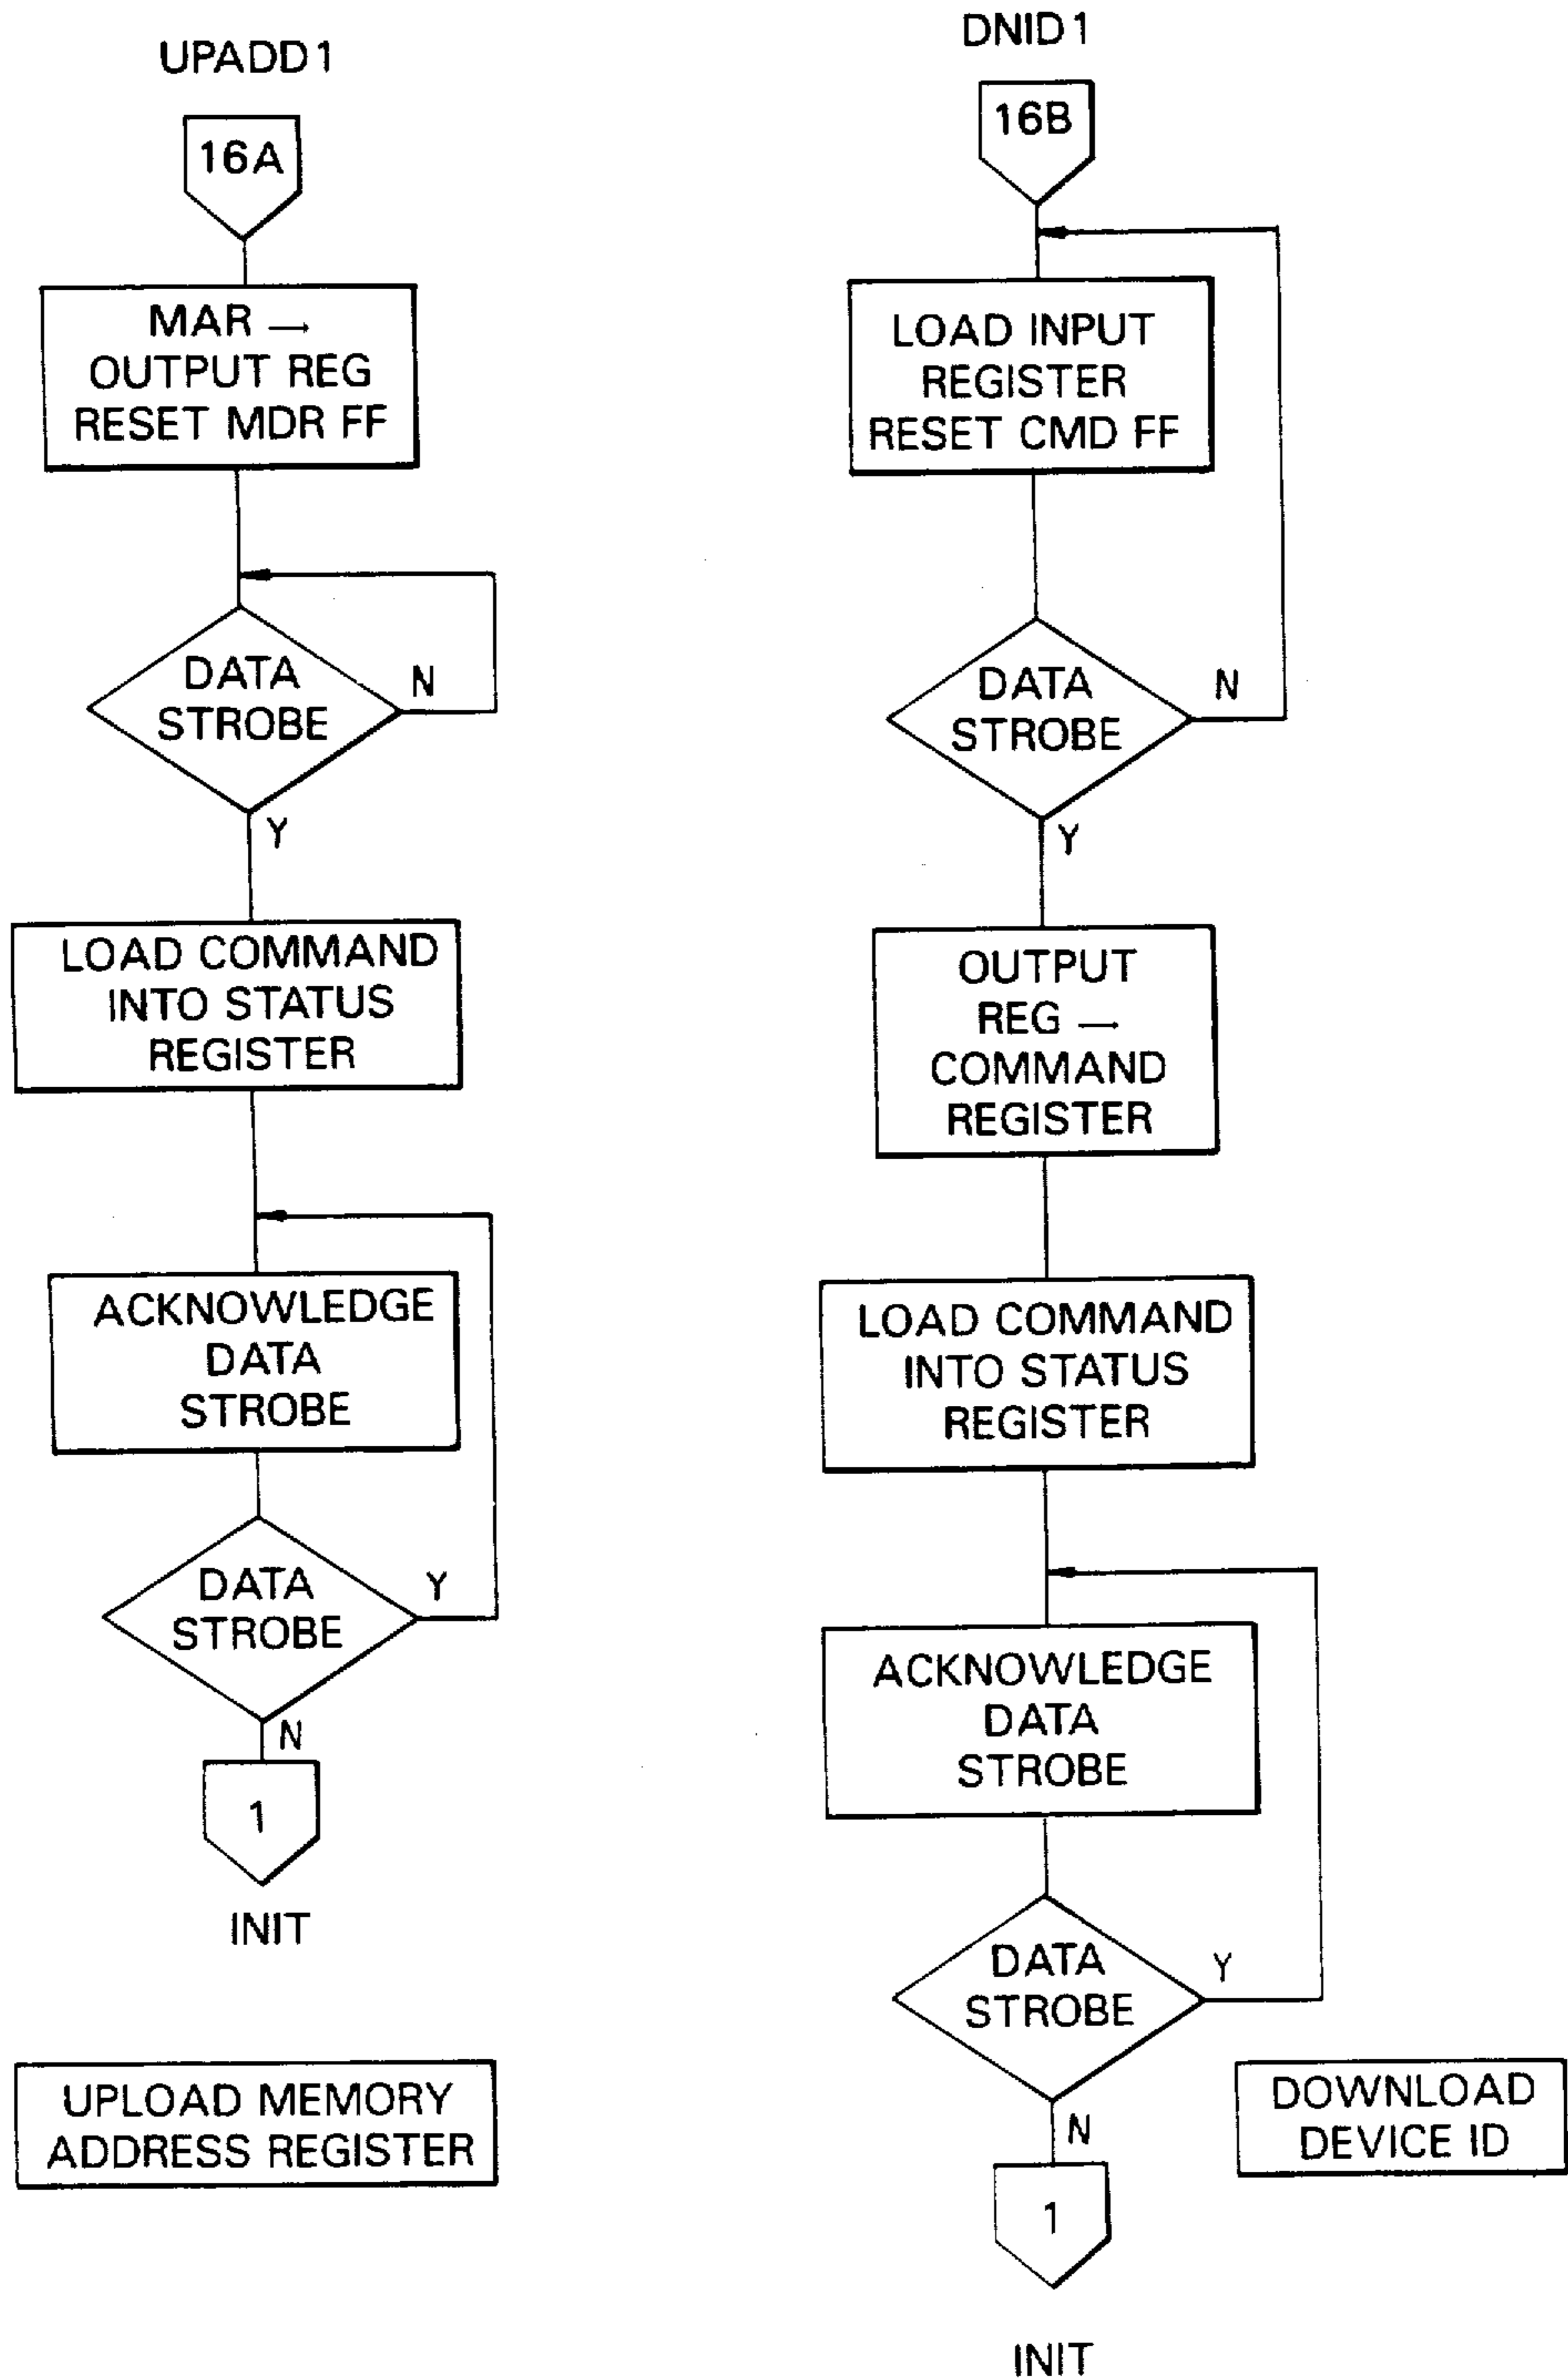 UPADD1
16A
MAR →
OUTPUT REG
RESET MDR FF
DATA
STROBE
N
Y
LOAD COMMAND
INTO STATUS
REGISTER
ACKNOWLEDGE
DATA
STROBE
DATA
STROBE
Y
N
1
INIT
UPLOAD MEMORY
ADDRESS REGISTER
DNID1
16B
LOAD INPUT
REGISTER
RESET CMD FF
DATA
STROBE
N
Y
OUTPUT
REG →
COMMAND
REGISTER
LOAD COMMAND
INTO STATUS
REGISTER
ACKNOWLEDGE
DATA
STROBE
DATA
STROBE
Y
N
1
INIT
DOWNLOAD
DEVICE ID